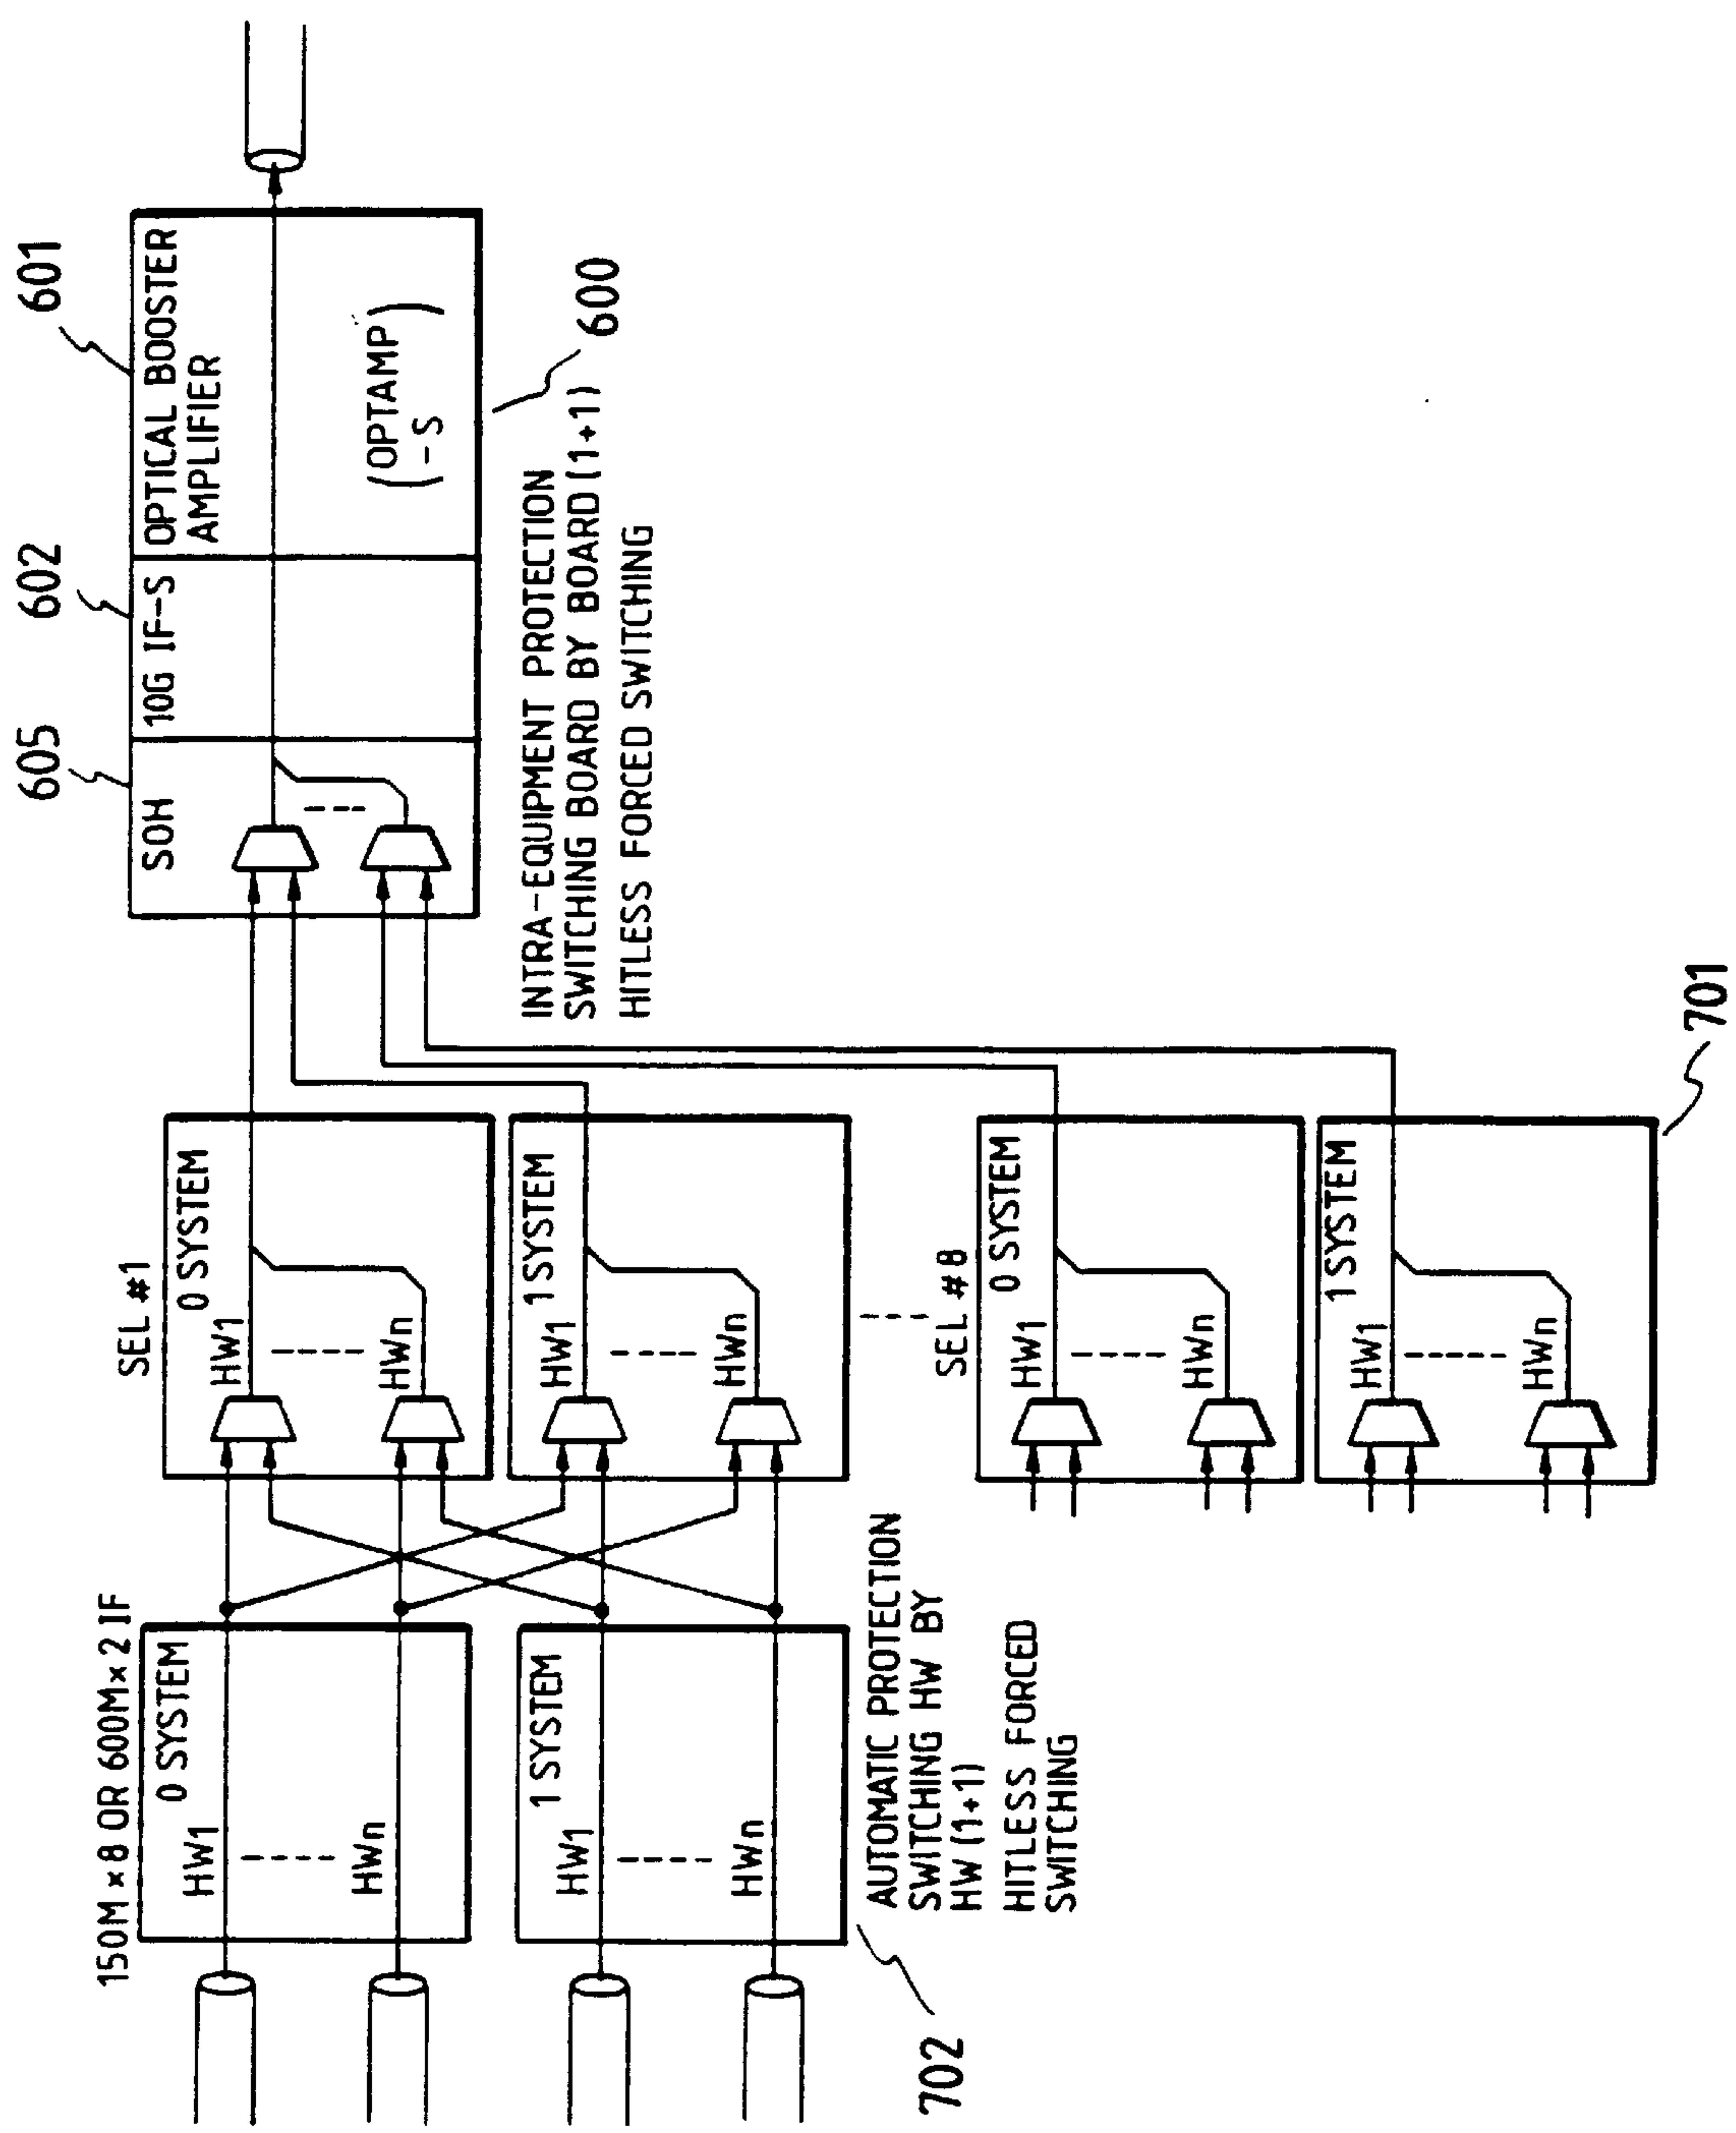 150M×8 OR 600M×2 IF
0 SYSTEM
HW1
HWn
1 SYSTEM
HW1
HWn
702
AUTOMATIC PROTECTION
SWITCHING HW BY
HW (1+1)
HITLESS FORCED
SWITCHING
SEL #1
0 SYSTEM
HW1
HWn
1 SYSTEM
HW1
HWn
SEL #8
0 SYSTEM
HW1
HWn
1 SYSTEM
HW1
HWn
701
605
602
601
SOH
10G IF-S
OPTICAL BOOSTER
AMPLIFIER
(OPTAMP
-S)
600
INTRA-EQUIPMENT PROTECTION
SWITCHING BOARD BY BOARD (1+1)
HITLESS FORCED SWITCHING